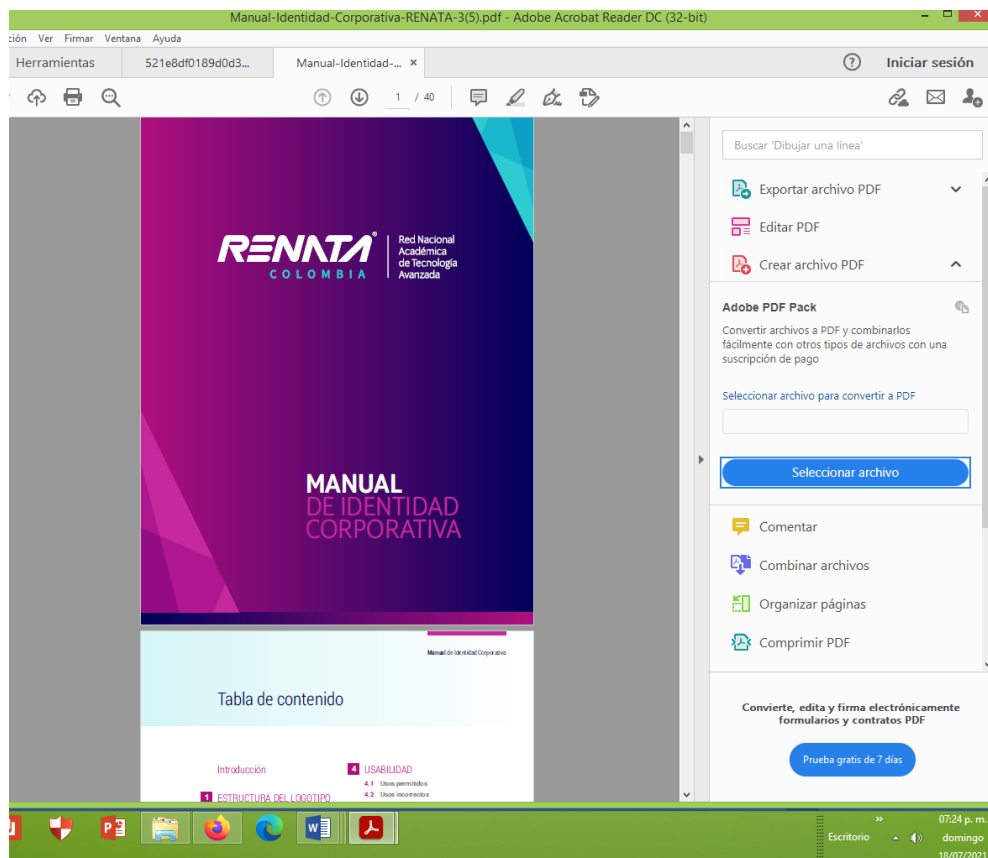 Manual-Identidad-Corporativa-RENATA-3(5).pdf - Adobe Acrobat Reader DC (32-bit)
ción Ver Firmar Ventana Ayuda
Herramientas 521e8df0189d0d3... Manual-Identidad-... × Iniciar sesión
1 / 40
Buscar 'Dibujar una línea'
Exportar archivo PDF
Editar PDF
Crear archivo PDF
Adobe PDF Pack
Convertir archivos a PDF y combinarlos
fácilmente con otros tipos de archivos con una
suscripción de pago
Seleccionar archivo para convertir a PDF
Seleccionar archivo
Comentar
Combinar archivos
Organizar páginas
Comprimir PDF
Convierte, edita y firma electrónicamente
formularios y contratos PDF
Prueba gratis de 7 días
RENATA®
COLOMBIA
Red Nacional
Académica
de Tecnología
Avanzada
MANUAL
DE IDENTIDAD
CORPORATIVA
Manual de Identidad Corporativa
Tabla de contenido
Introducción
1 ESTRUCTURA DEL LOGOTIPO
4 USABILIDAD
4.1 Usos permitidos
4.2 Usos incorrectos
Escritorio
07:24 p. m.
domingo
18/07/2021